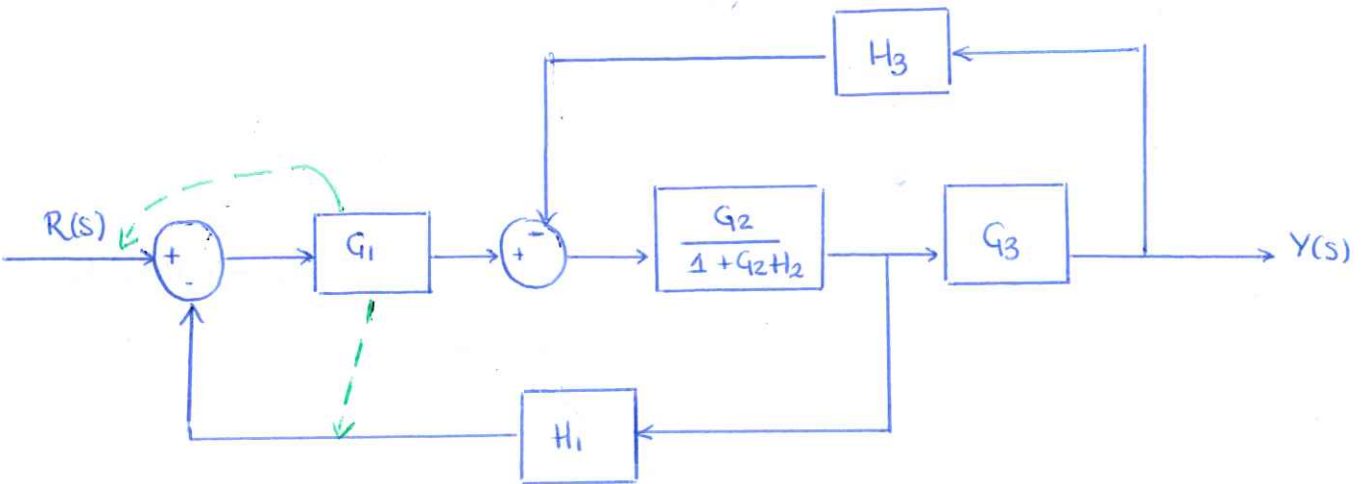 H3
R(s)
+
-
G1
+
-
G2
1 + G2H2
G3
Y(s)
H1